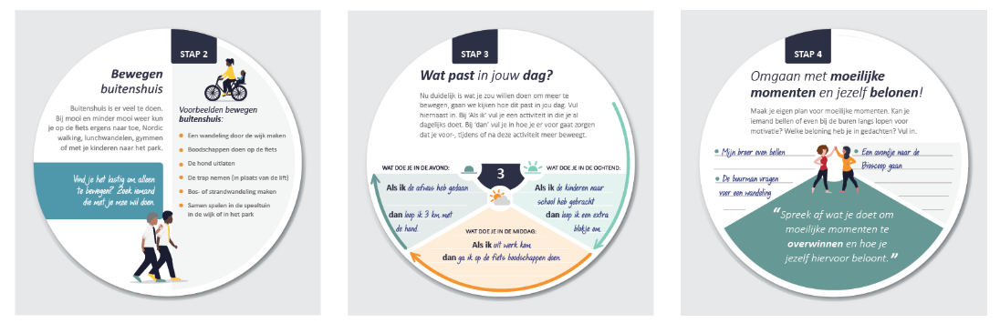 STAP 2
Bewegen
buitenshuis
Buitenshuis is er veel te doen.
Bij mooi en minder mooi weer kun
je op de fiets ergens naar toe, Nordic
walking, lunchwandelen, gymmen
of met je kinderen naar het park.
Vind je het lastig om alleen
te bewegen? Zoek iemand
die met je mee wil doen.
Voorbeelden bewegen
buitenshuis:
Een wandeling door de wijk maken
Boodschappen doen op de fiets
De hond uitlaten
De trap nemen (in plaats van de lift)
Bos- of strandwandeling maken
Samen spelen in de speeltuin
in de wijk of in het park
STAP 3
Wat past in jouw dag?
Nu duidelijk is wat je zou willen doen om meer te
bewegen, gaan we kijken hoe dit past in jou dag. Vul
hiernaast in. Bij 'Als ik' vul je een activiteit in die je al
dagelijks doet. Bij 'dan' vul je in hoe je er voor gaat zorgen
dat je voor-, tijdens of na deze activiteit meer beweegt.
WAT DOE JE IN DE AVOND:
Als ik de afwas heb gedaan
dan loop ik 3 km met
de hond.
3
WAT DOE JE IN DE OCHTEND:
Als ik de kinderen naar
school heb gebracht
dan loop ik een extra
blokje om.
WAT DOE JE IN DE MIDDAG:
Als ik uit werk kom
dan ga ik op de fiets boodschappen doen.
STAP 4
Omgaan met moeilijke
momenten en jezelf belonen!
Maak je eigen plan voor moeilijke momenten. Kan je
iemand bellen of even bij de buren langs lopen voor
motivatie? Welke beloning heb je in gedachten? Vul in.
Mijn broer even bellen
De buurman vragen
voor een wandeling
Een avondje naar de
Bioscoop gaan
"Spreek af wat je doet om
moeilijke momenten te
overwinnen en hoe je
jezelf hiervoor beloont."